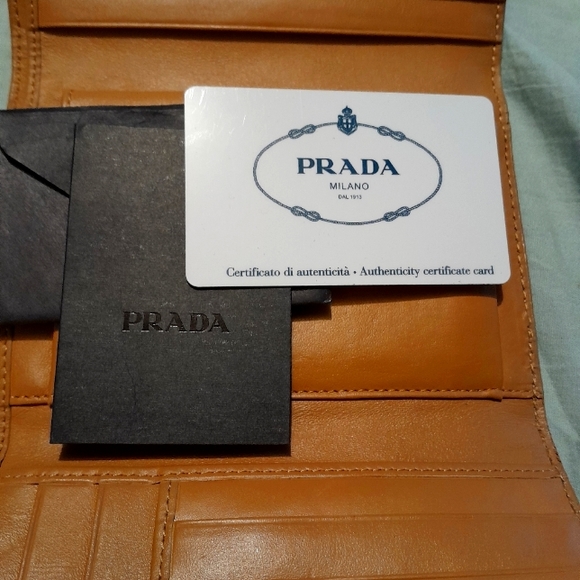 PRADA
MILANO
DAL 1913
Certificato di autenticità • Authenticity certificate card
PRADA